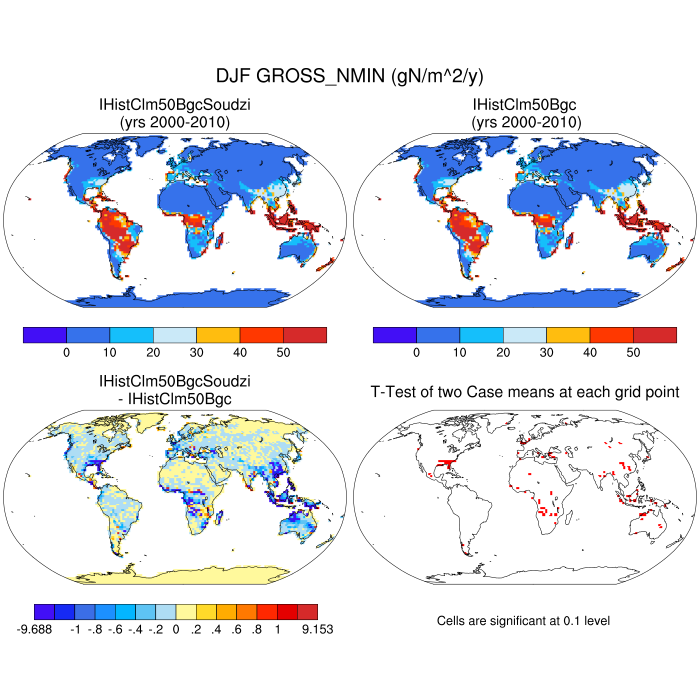 DJF GROSS_NMIN (gN/m^2/y)
IHistClm50BgcSoudzi
(yrs 2000-2010)
IHistClm50Bgc
(yrs 2000-2010)
0 10 20 30 40 50
0 10 20 30 40 50
IHistClm50BgcSoudzi
- IHistClm50Bgc
T-Test of two Case means at each grid point
-9.688 -1 -.8 -.6 -.4 -.2 0 .2 .4 .6 .8 1 9.153
Cells are significant at 0.1 level